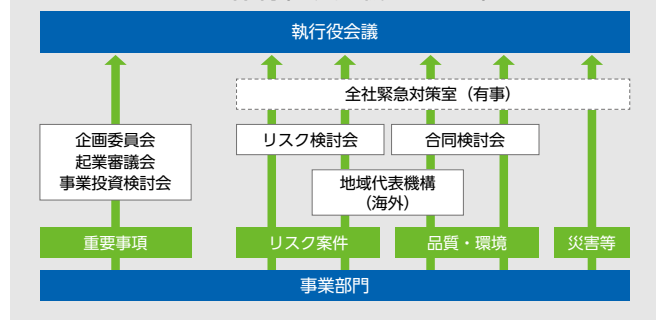 執行役会議
全社緊急対策室（有事）
企画委員会
起業審議会
事業投資検討会
リスク検討会
合同検討会
地域代表機構
（海外）
重要事項
リスク案件
品質・環境
災害等
事業部門